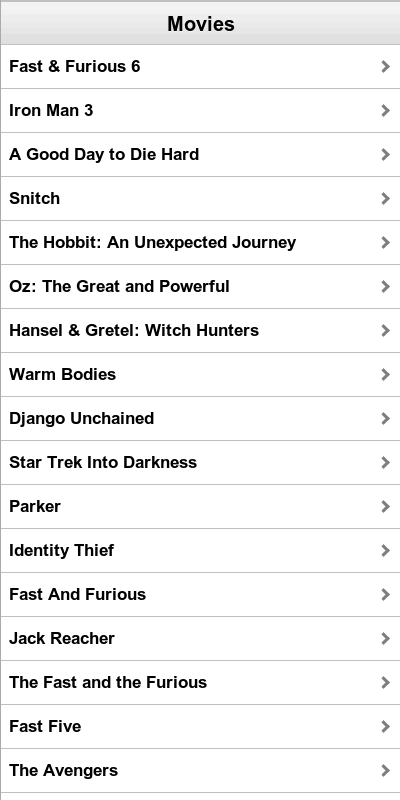 Movies
Fast & Furious 6
Iron Man 3
A Good Day to Die Hard
Snitch
The Hobbit: An Unexpected Journey
Oz: The Great and Powerful
Hansel & Gretel: Witch Hunters
Warm Bodies
Django Unchained
Star Trek Into Darkness
Parker
Identity Thief
Fast And Furious
Jack Reacher
The Fast and the Furious
Fast Five
The Avengers